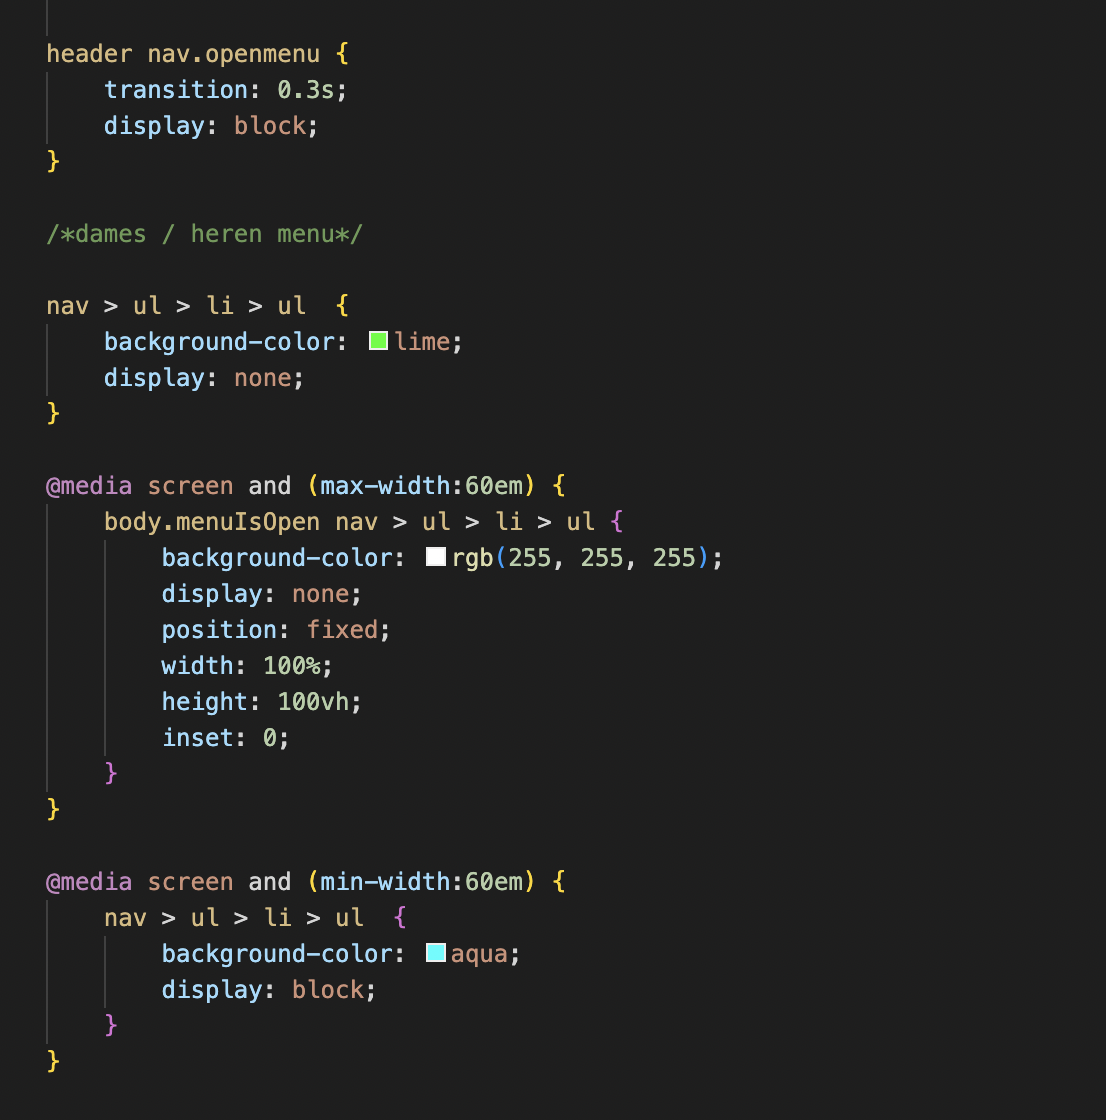 header nav.openmenu {
    transition: 0.3s;
    display: block;
}
/*dames / heren menu*/
nav > ul > li > ul  {
    background-color: lime;
    display: none;
}
@media screen and (max-width:60em) {
    body.menuIsOpen nav > ul > li > ul {
        background-color: rgb(255, 255, 255);
        display: none;
        position: fixed;
        width: 100%;
        height: 100vh;
        inset: 0;
    }
}
@media screen and (min-width:60em) {
    nav > ul > li > ul  {
        background-color: aqua;
        display: block;
    }
}